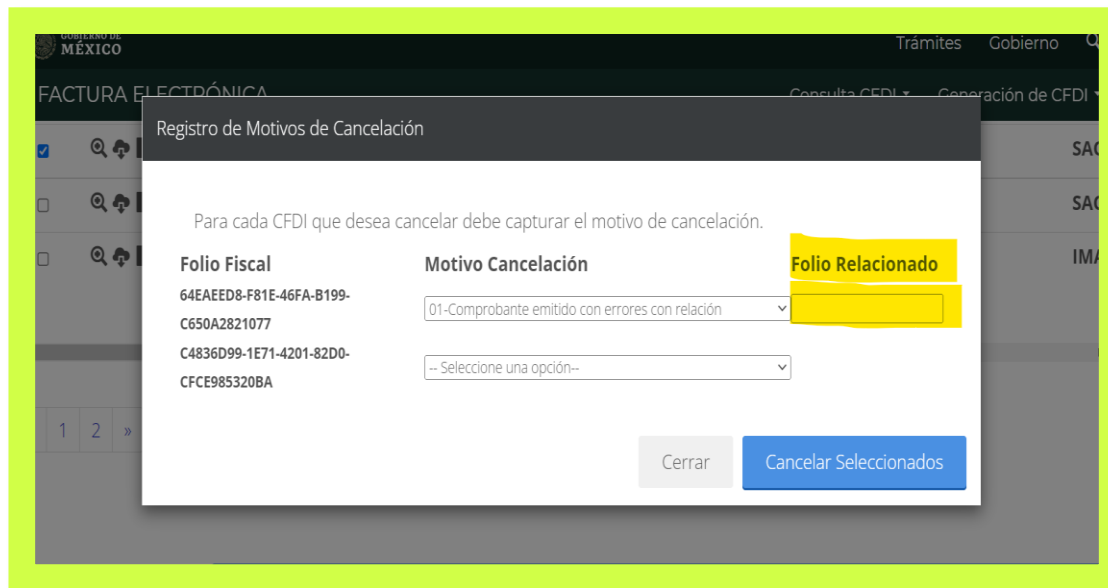 GOBIERNO DE
MÉXICO
Trámites Gobierno
FACTURA ELECTRÓNICA Consulta CFDI Generación de CFDI
Registro de Motivos de Cancelación
SAC
SAC
IMA
Para cada CFDI que desea cancelar debe capturar el motivo de cancelación.
Folio Fiscal Motivo Cancelación Folio Relacionado
64EAEED8-F81E-46FA-B199-
C650A2821077
01-Comprobante emitido con errores con relación
C4836D99-1E71-4201-82D0-
CFCE985320BA
-- Seleccione una opción--
1 2 »
Cerrar Cancelar Seleccionados